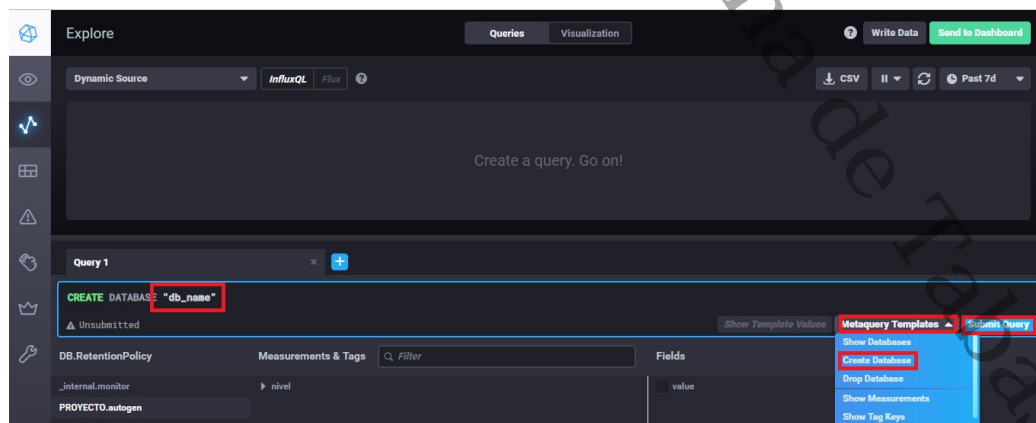 Explore
Queries Visualization
Write Data Send to Dashboard
Dynamic Source InfluxQL Flux
CSV Past 7d
Create a query. Go on!
Query 1
CREATE DATABASE "db_name"
Unsubmitted
Show Template Values Metaquery Templates Submit Query
DB.RetentionPolicy Measurements & Tags Filter Fields
Show Databases
Create Database
Drop Database
Show Measurements
Show Tag Keys
_internal.monitor nivel value
PROYECTO.autogen
de